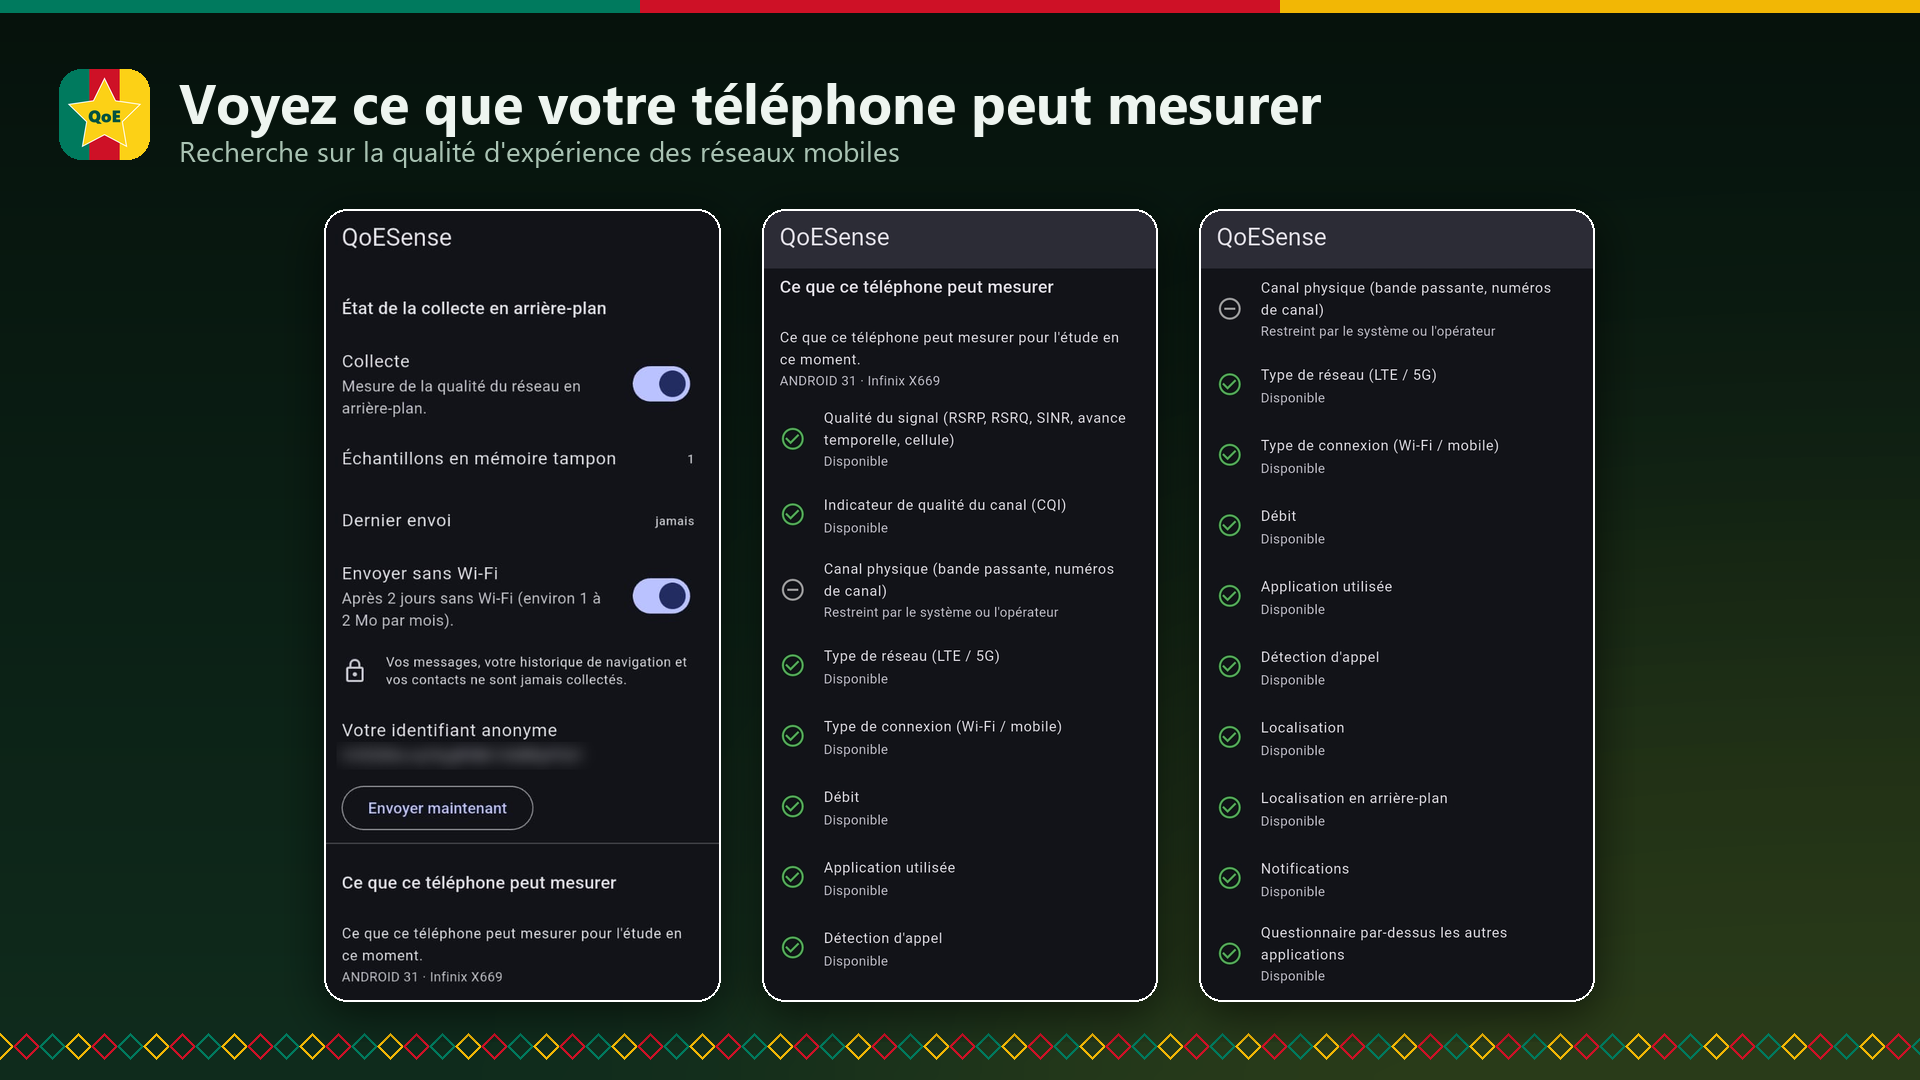 QoE
Voyez ce que votre téléphone peut mesurer
Recherche sur la qualité d'expérience des réseaux mobiles
QoESense
État de la collecte en arrière-plan
Collecte
Mesure de la qualité du réseau en
arrière-plan.
Échantillons en mémoire tampon 1
Dernier envoi jamais
Envoyer sans Wi-Fi
Après 2 jours sans Wi-Fi (environ 1 à
2 Mo par mois).
Vos messages, votre historique de navigation et
vos contacts ne sont jamais collectés.
Votre identifiant anonyme
Envoyer maintenant
Ce que ce téléphone peut mesurer
Ce que ce téléphone peut mesurer pour l'étude en
ce moment.
ANDROID 31 · Infinix X669
QoESense
Ce que ce téléphone peut mesurer
Ce que ce téléphone peut mesurer pour l'étude en
ce moment.
ANDROID 31 · Infinix X669
Qualité du signal (RSRP, RSRQ, SINR, avance
temporelle, cellule)
Disponible
Indicateur de qualité du canal (CQI)
Disponible
Canal physique (bande passante, numéros
de canal)
Restreint par le système ou l'opérateur
Type de réseau (LTE / 5G)
Disponible
Type de connexion (Wi-Fi / mobile)
Disponible
Débit
Disponible
Application utilisée
Disponible
Détection d'appel
Disponible
QoESense
Canal physique (bande passante, numéros
de canal)
Restreint par le système ou l'opérateur
Type de réseau (LTE / 5G)
Disponible
Type de connexion (Wi-Fi / mobile)
Disponible
Débit
Disponible
Application utilisée
Disponible
Détection d'appel
Disponible
Localisation
Disponible
Localisation en arrière-plan
Disponible
Notifications
Disponible
Questionnaire par-dessus les autres
applications
Disponible